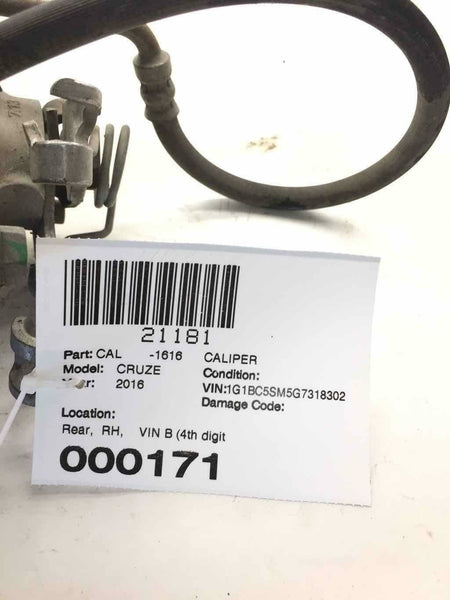 713
21181
Part: CAL -1616 CALIPER
Model: CRUZE Condition:
Year: 2016 VIN:1G1BC5SM5G7318302
Damage Code:
Location:
Rear, RH, VIN B (4th digit
000171